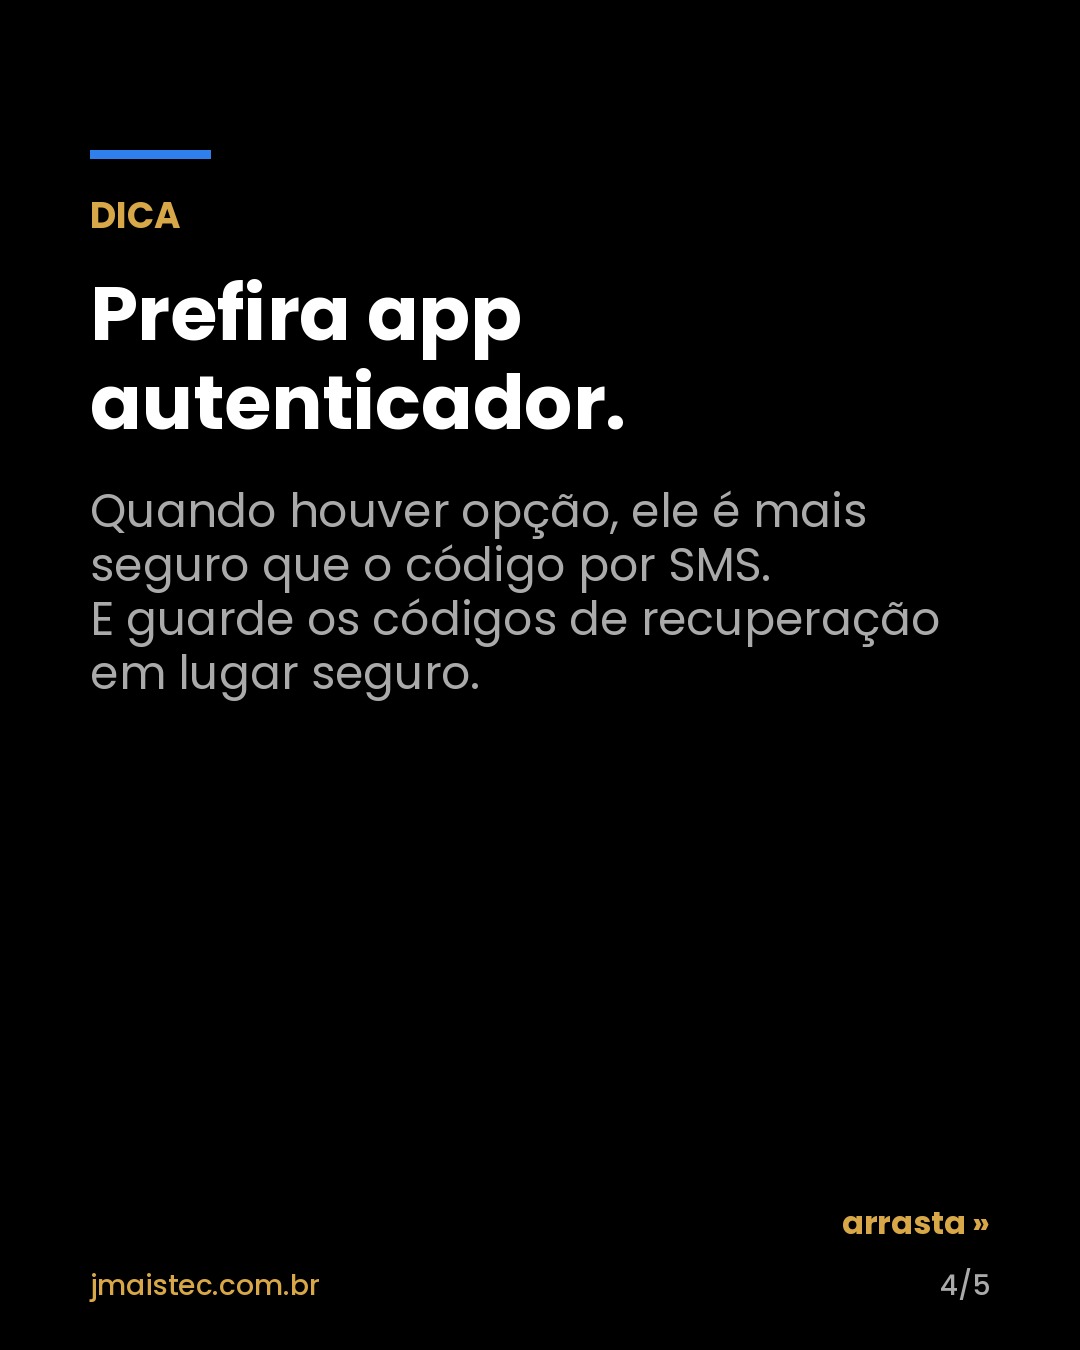 DICA
Prefira app
autenticador.
Quando houver opção, ele é mais
seguro que o código por SMS.
E guarde os códigos de recuperação
em lugar seguro.
arrasta »
jmaistec.com.br
4/5